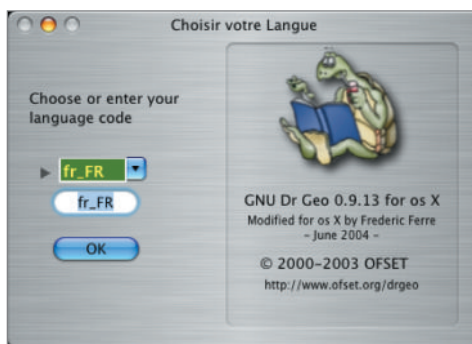 Choisir votre Langue
Choose or enter your
language code
fr_FR
fr_FR
OK
GNU Dr Geo 0.9.13 for os X
Modified for os X by Frederic Ferre
- June 2004 -
© 2000-2003 OFSET
http://www.ofset.org/drgeo